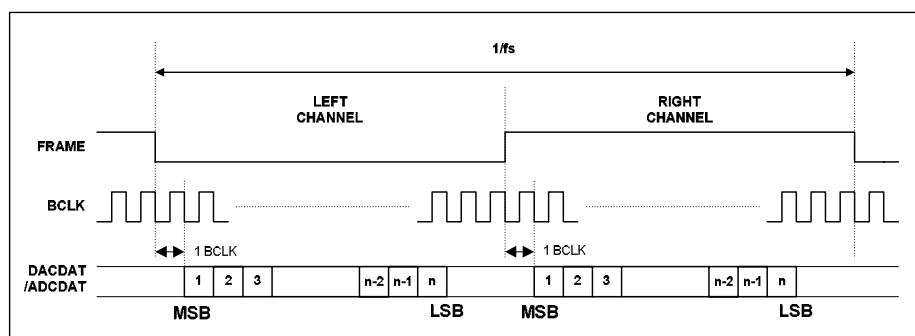 1/fs
LEFT
CHANNEL
RIGHT
CHANNEL
FRAME
BCLK
1 BCLK
1 BCLK
DACDAT
/ADCDAT
1 2 3 n-2 n-1 n 1 2 3 n-2 n-1 n
MSB LSB MSB LSB